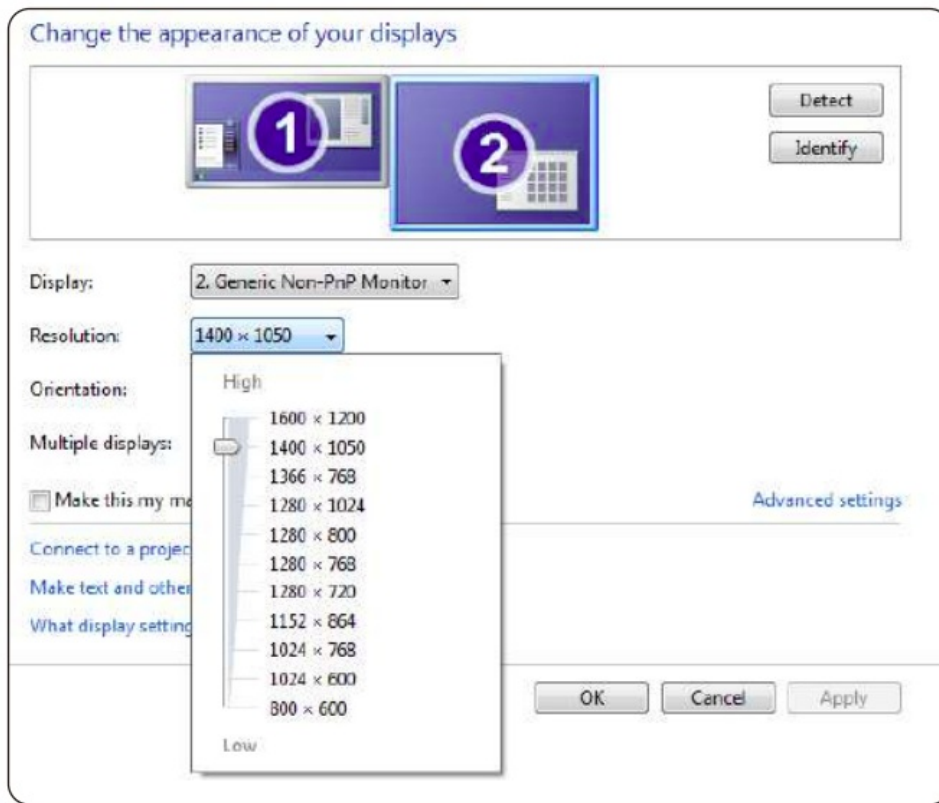 Change the appearance of your displays
1
2
Detect
Identify
Display:
2. Generic Non-PnP Monitor
Resolution:
1400 × 1050
Orientation:
High
1600 × 1200
Multiple displays:
1400 × 1050
1366 × 768
Make this my ma
1280 × 1024
Advanced settings
1280 × 800
Connect to a projec
1280 × 768
Make text and other
1280 × 720
What display setting
1152 × 864
1024 × 768
1024 × 600
800 × 600
Low
OK
Cancel
Apply